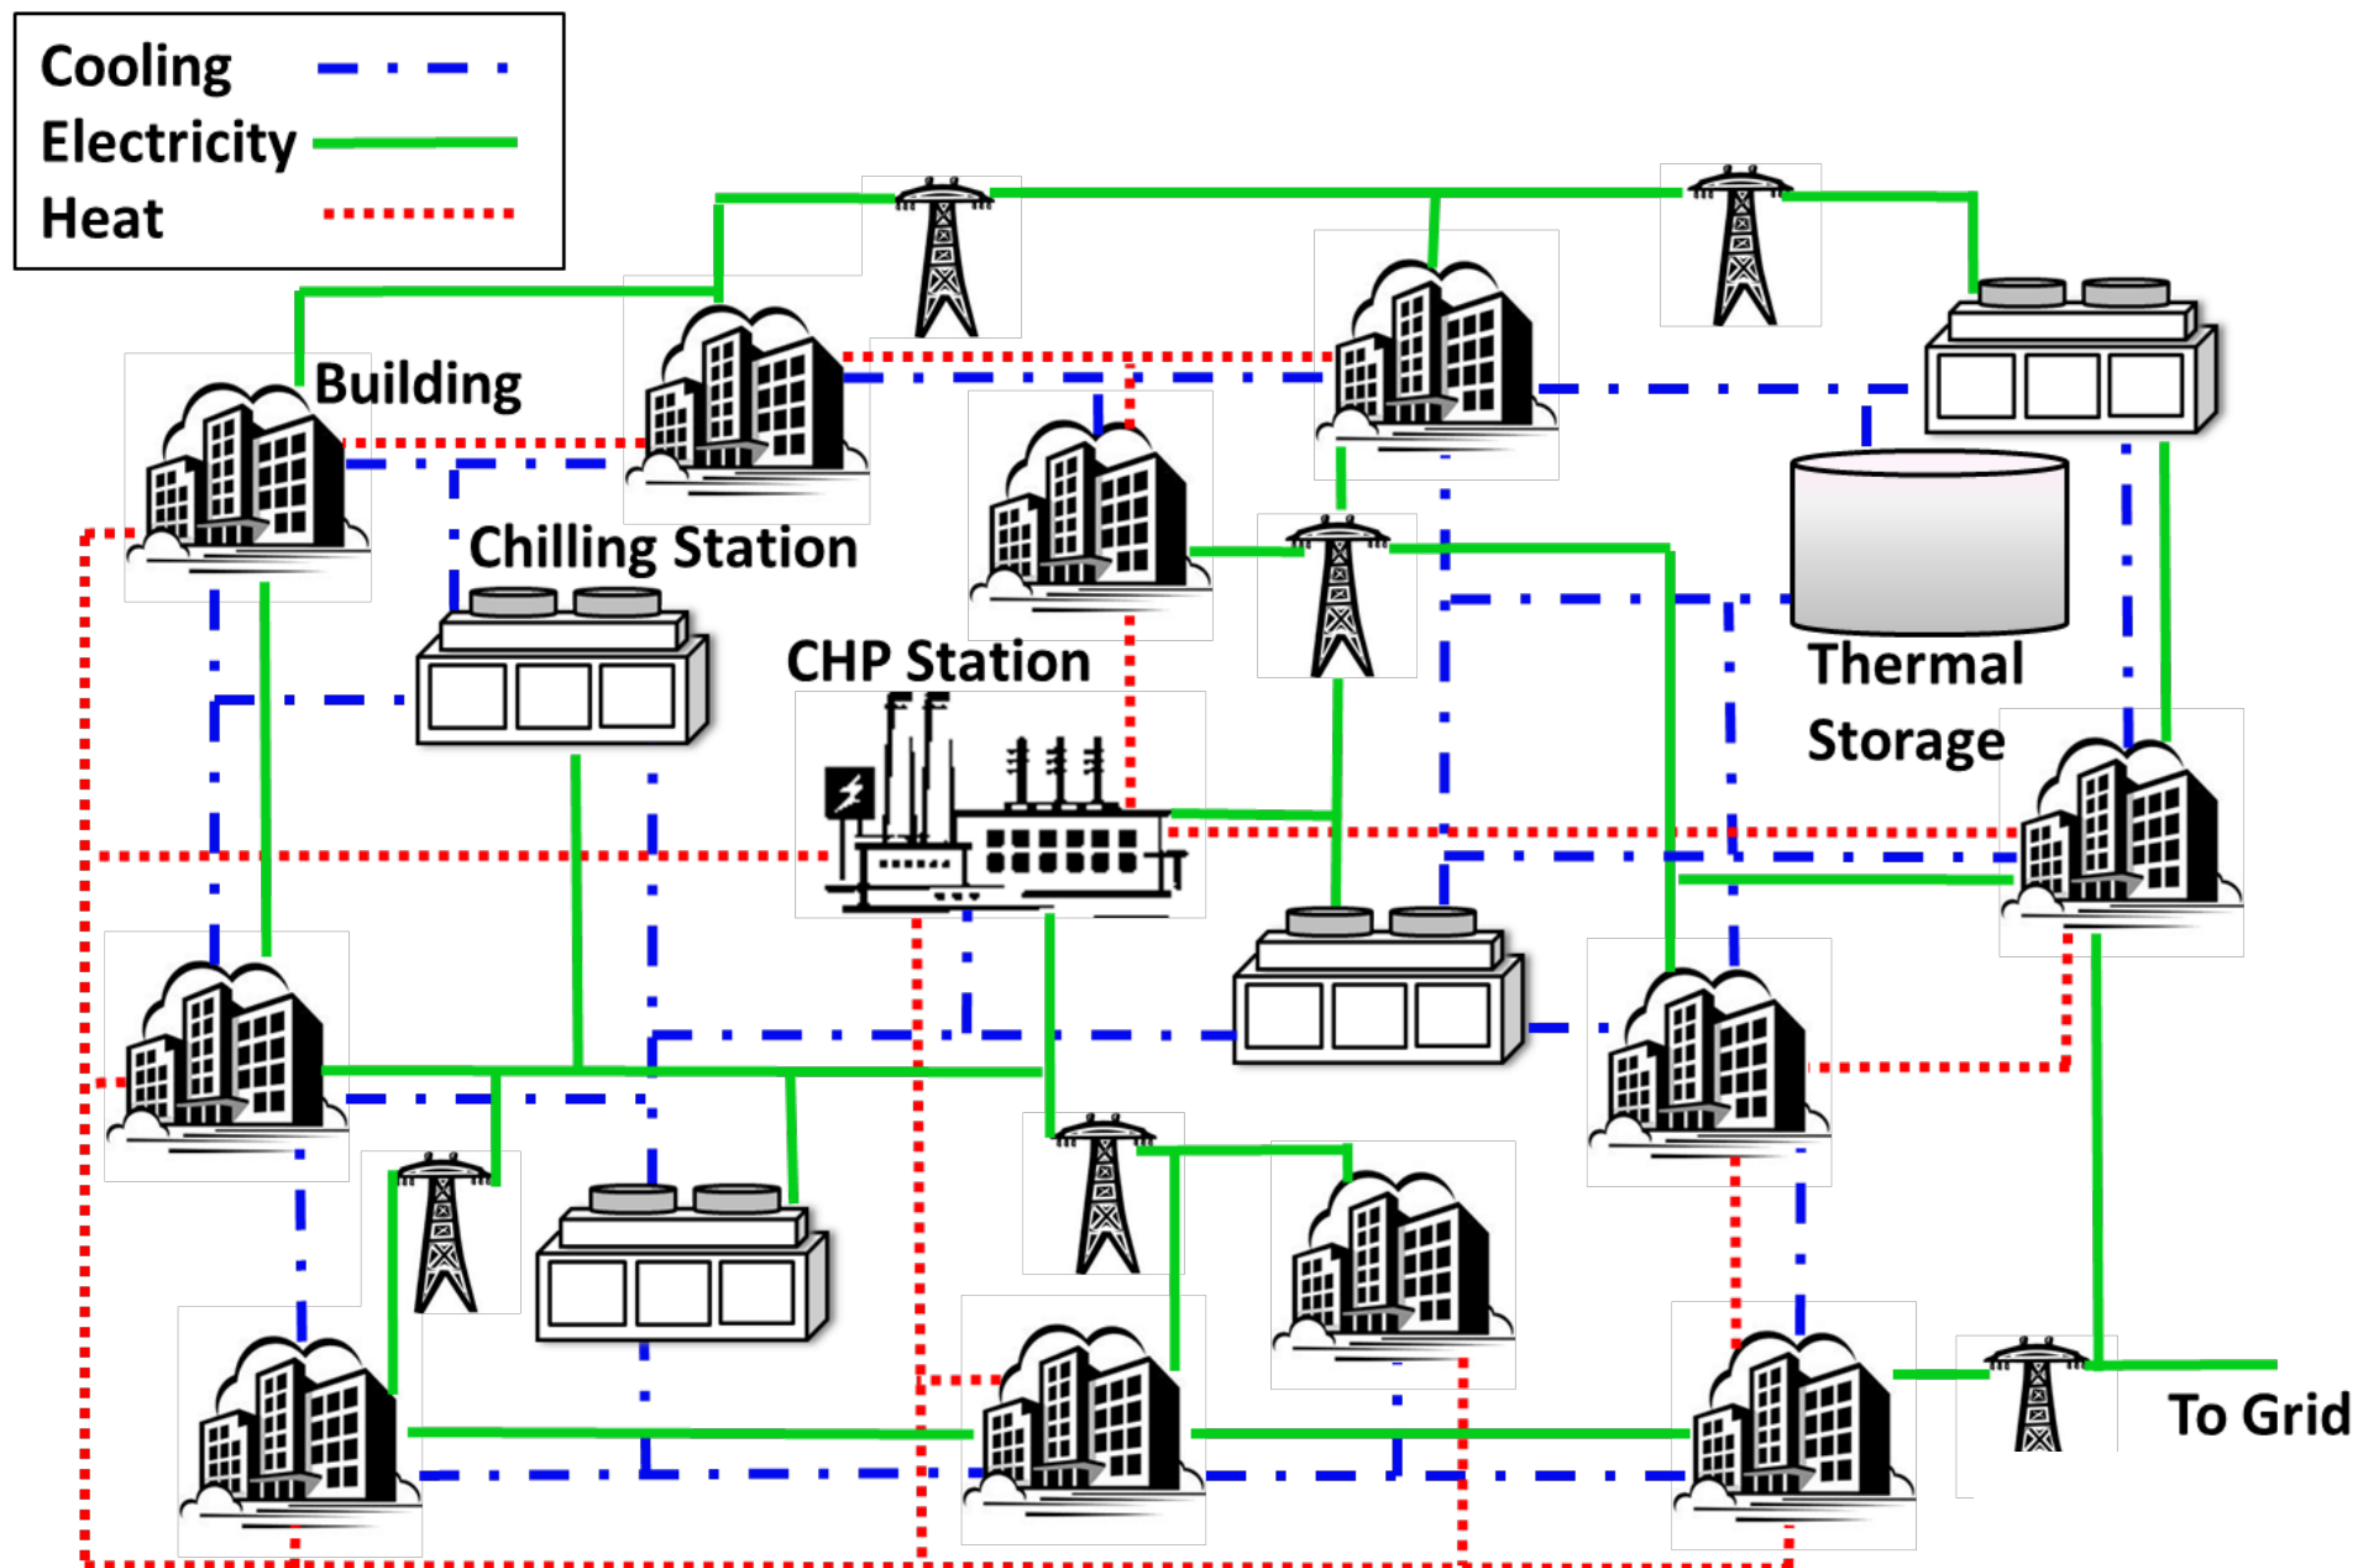 Cooling
Electricity
Heat
Building
Chilling Station
CHP Station
Thermal
Storage
To Grid